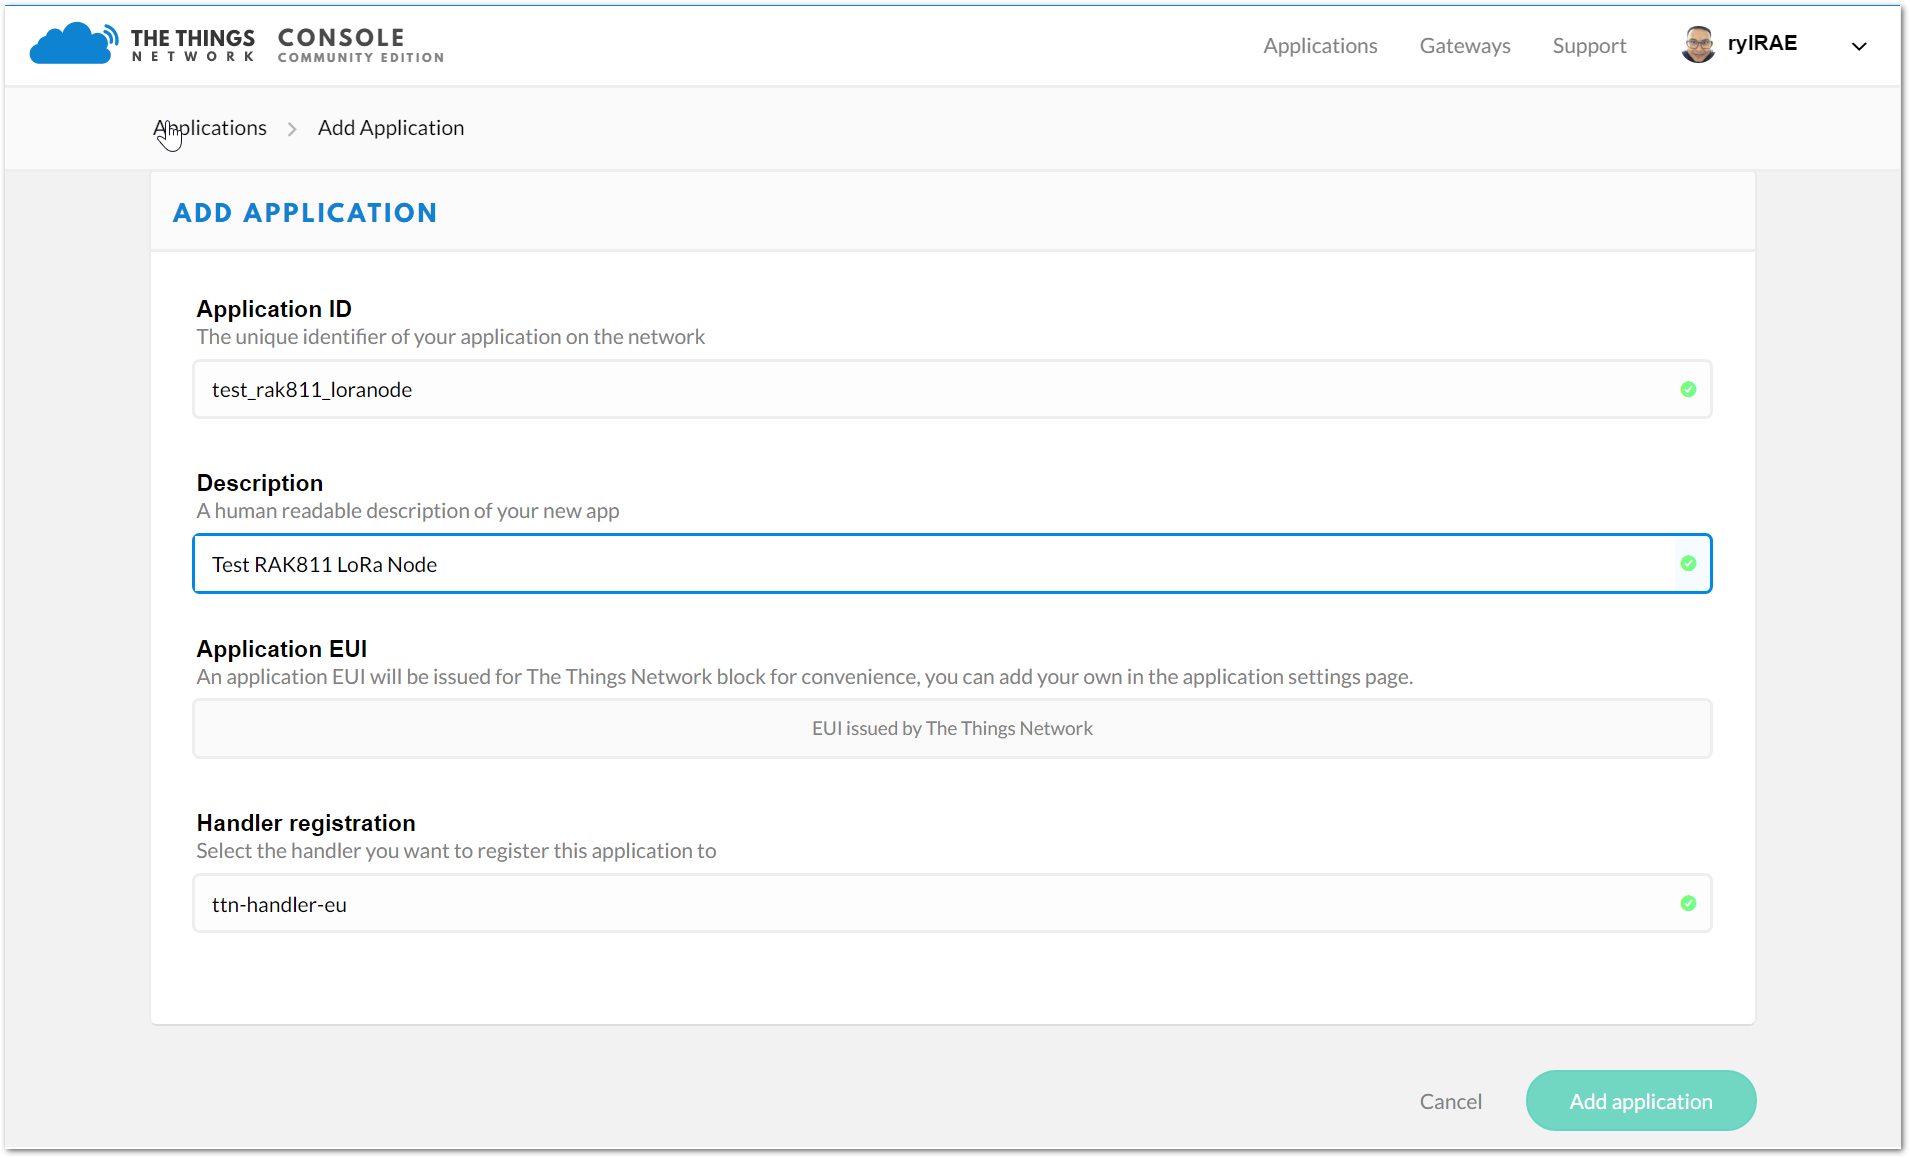 THE THINGS
NETWORK
CONSOLE
COMMUNITY EDITION
Applications
Gateways
Support
rylRAE
Applications
Add Application
ADD APPLICATION
Application ID
The unique identifier of your application on the network
test_rak811_loranode
Description
A human readable description of your new app
Test RAK811 LoRa Node
Application EUI
An application EUI will be issued for The Things Network block for convenience, you can add your own in the application settings page.
EUI issued by The Things Network
Handler registration
Select the handler you want to register this application to
ttn-handler-eu
Cancel
Add application